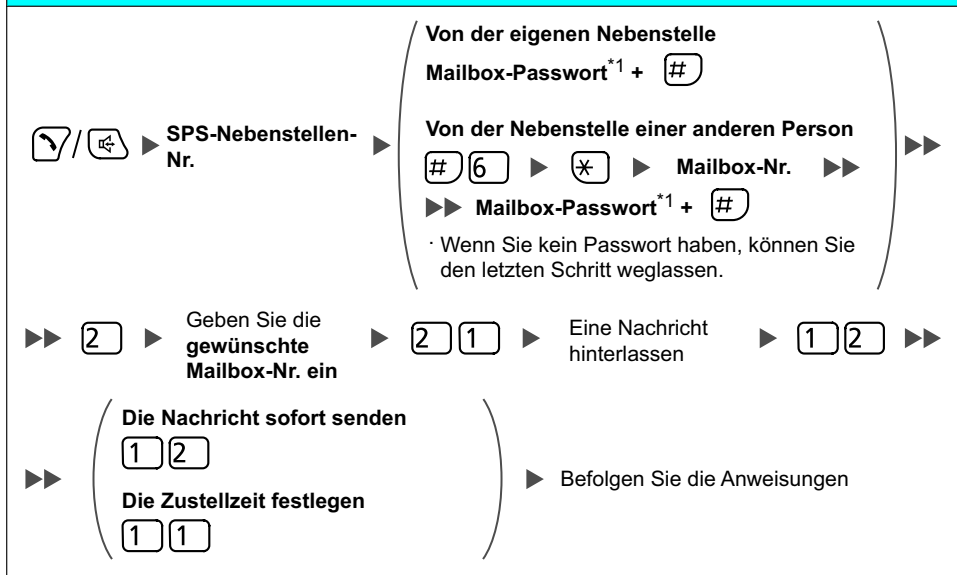 Von der eigenen Nebenstelle
Mailbox-Passwort*1 + #
SPS-Nebenstellen-
Nr.
Von der Nebenstelle einer anderen Person
# 6 * Mailbox-Nr.
Mailbox-Passwort*1 + #
· Wenn Sie kein Passwort haben, können Sie
den letzten Schritt weglassen.
2
Geben Sie die
gewünschte
Mailbox-Nr. ein
2 1
Eine Nachricht
hinterlassen
1 2
Die Nachricht sofort senden
1 2
Die Zustellzeit festlegen
1 1
Befolgen Sie die Anweisungen